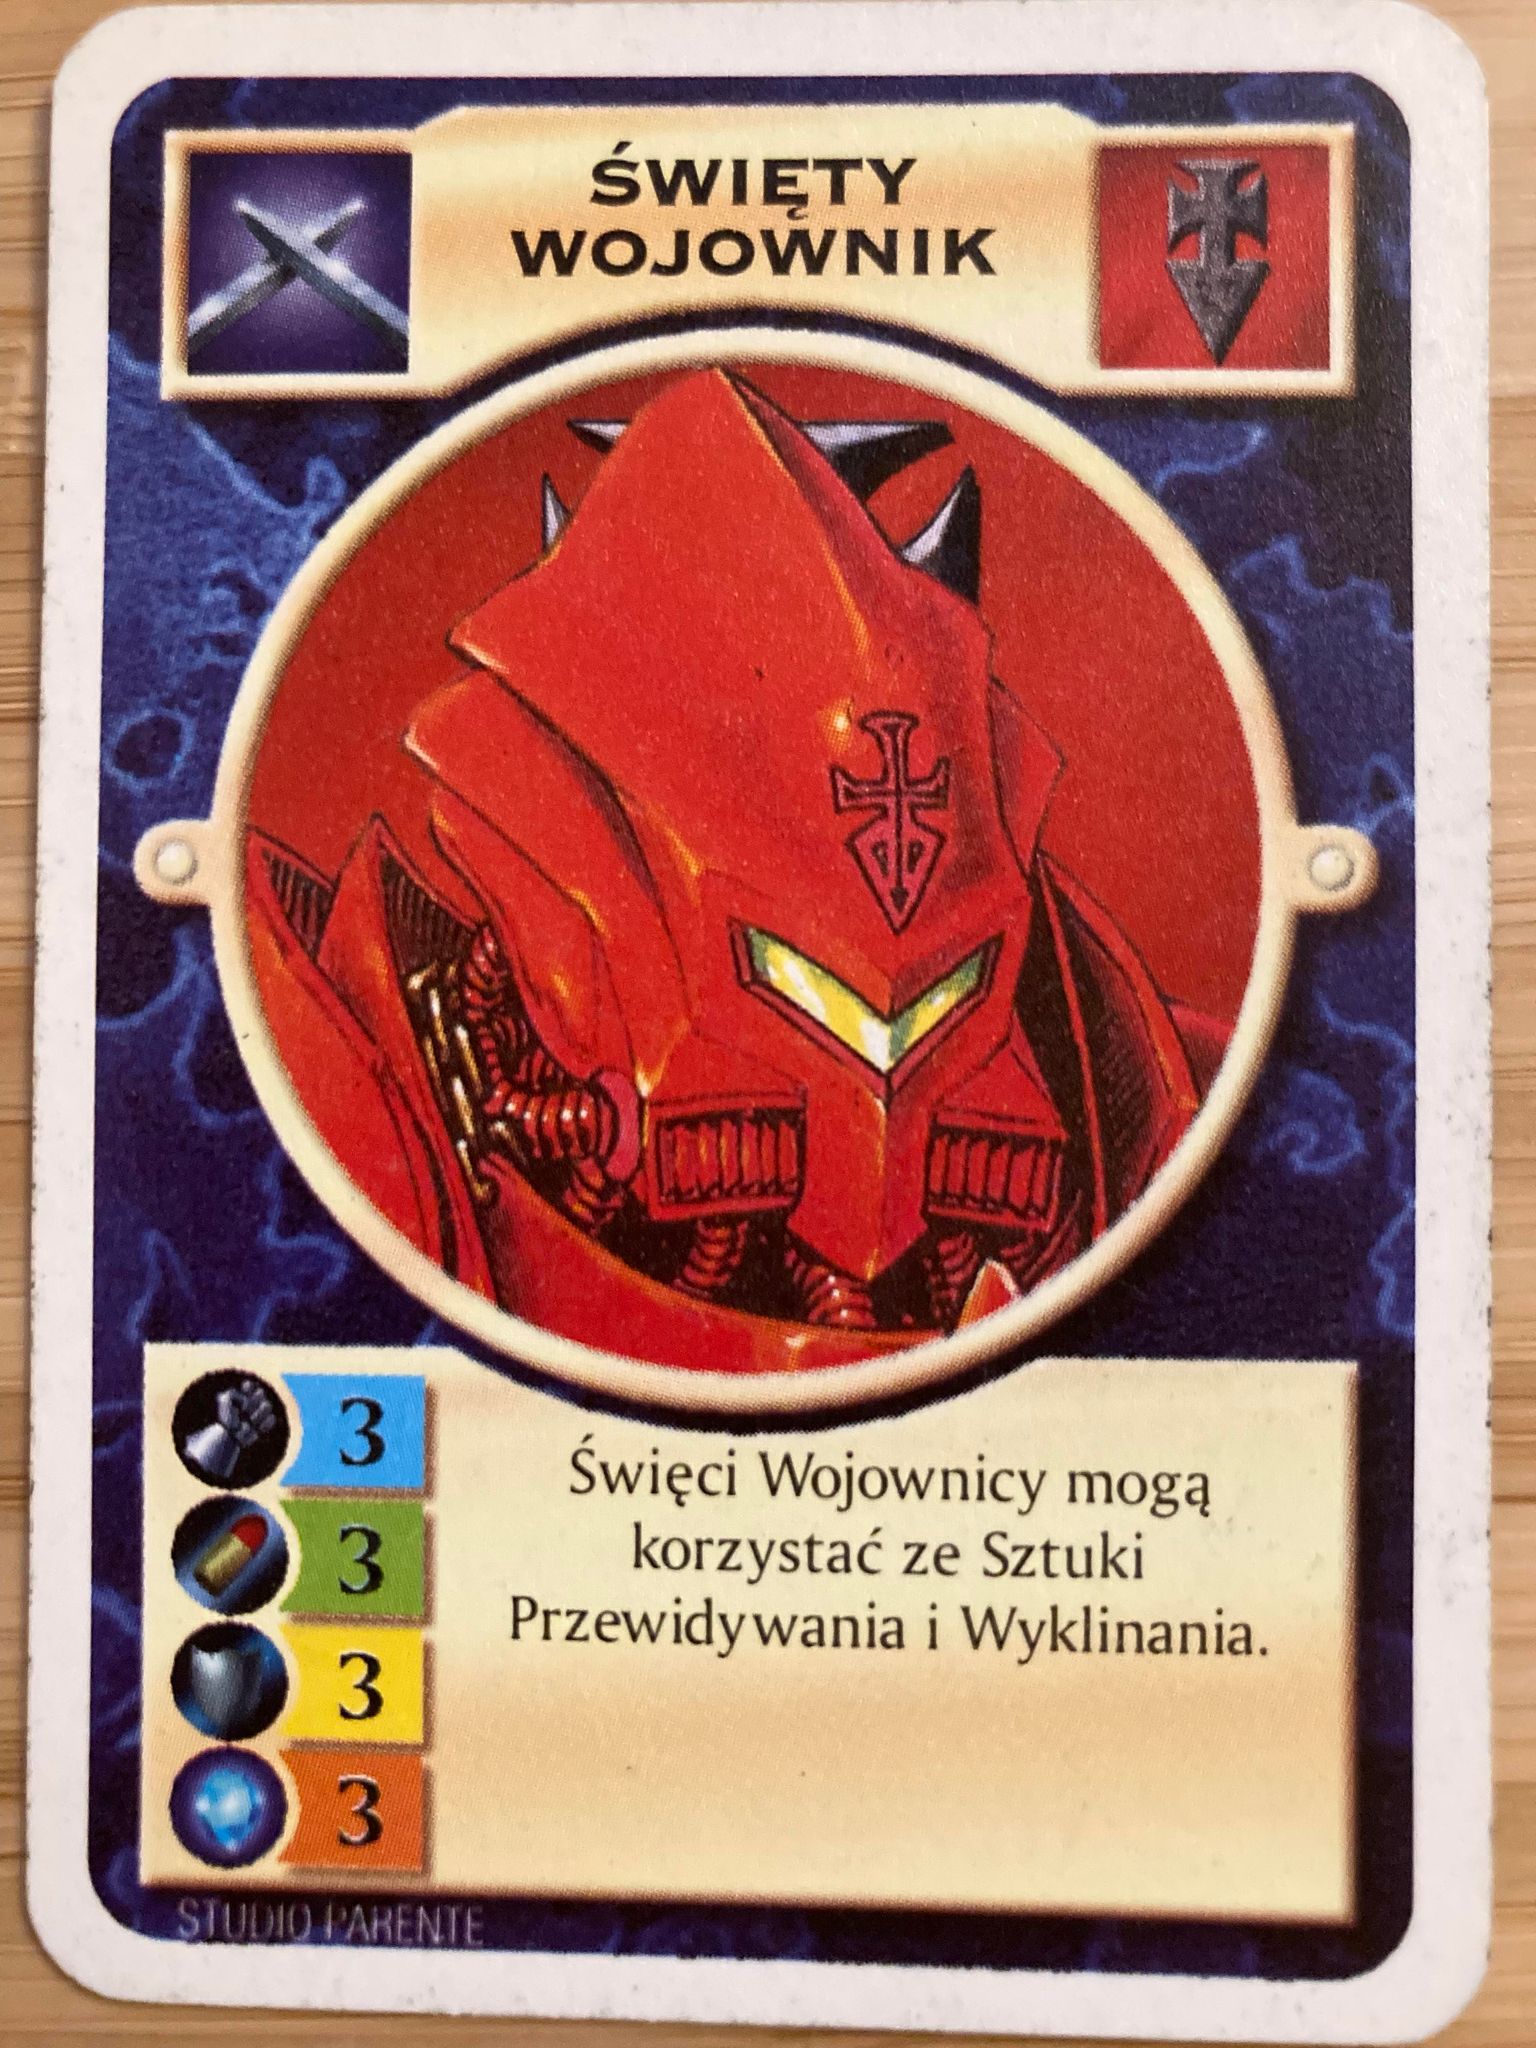 ŚWIĘTY
WOJOWNIK
3
3
3
3
Święci Wojownicy mogą
korzystać ze Sztuki
Przewidywania i Wyklinania.
STUDIO PARENTE